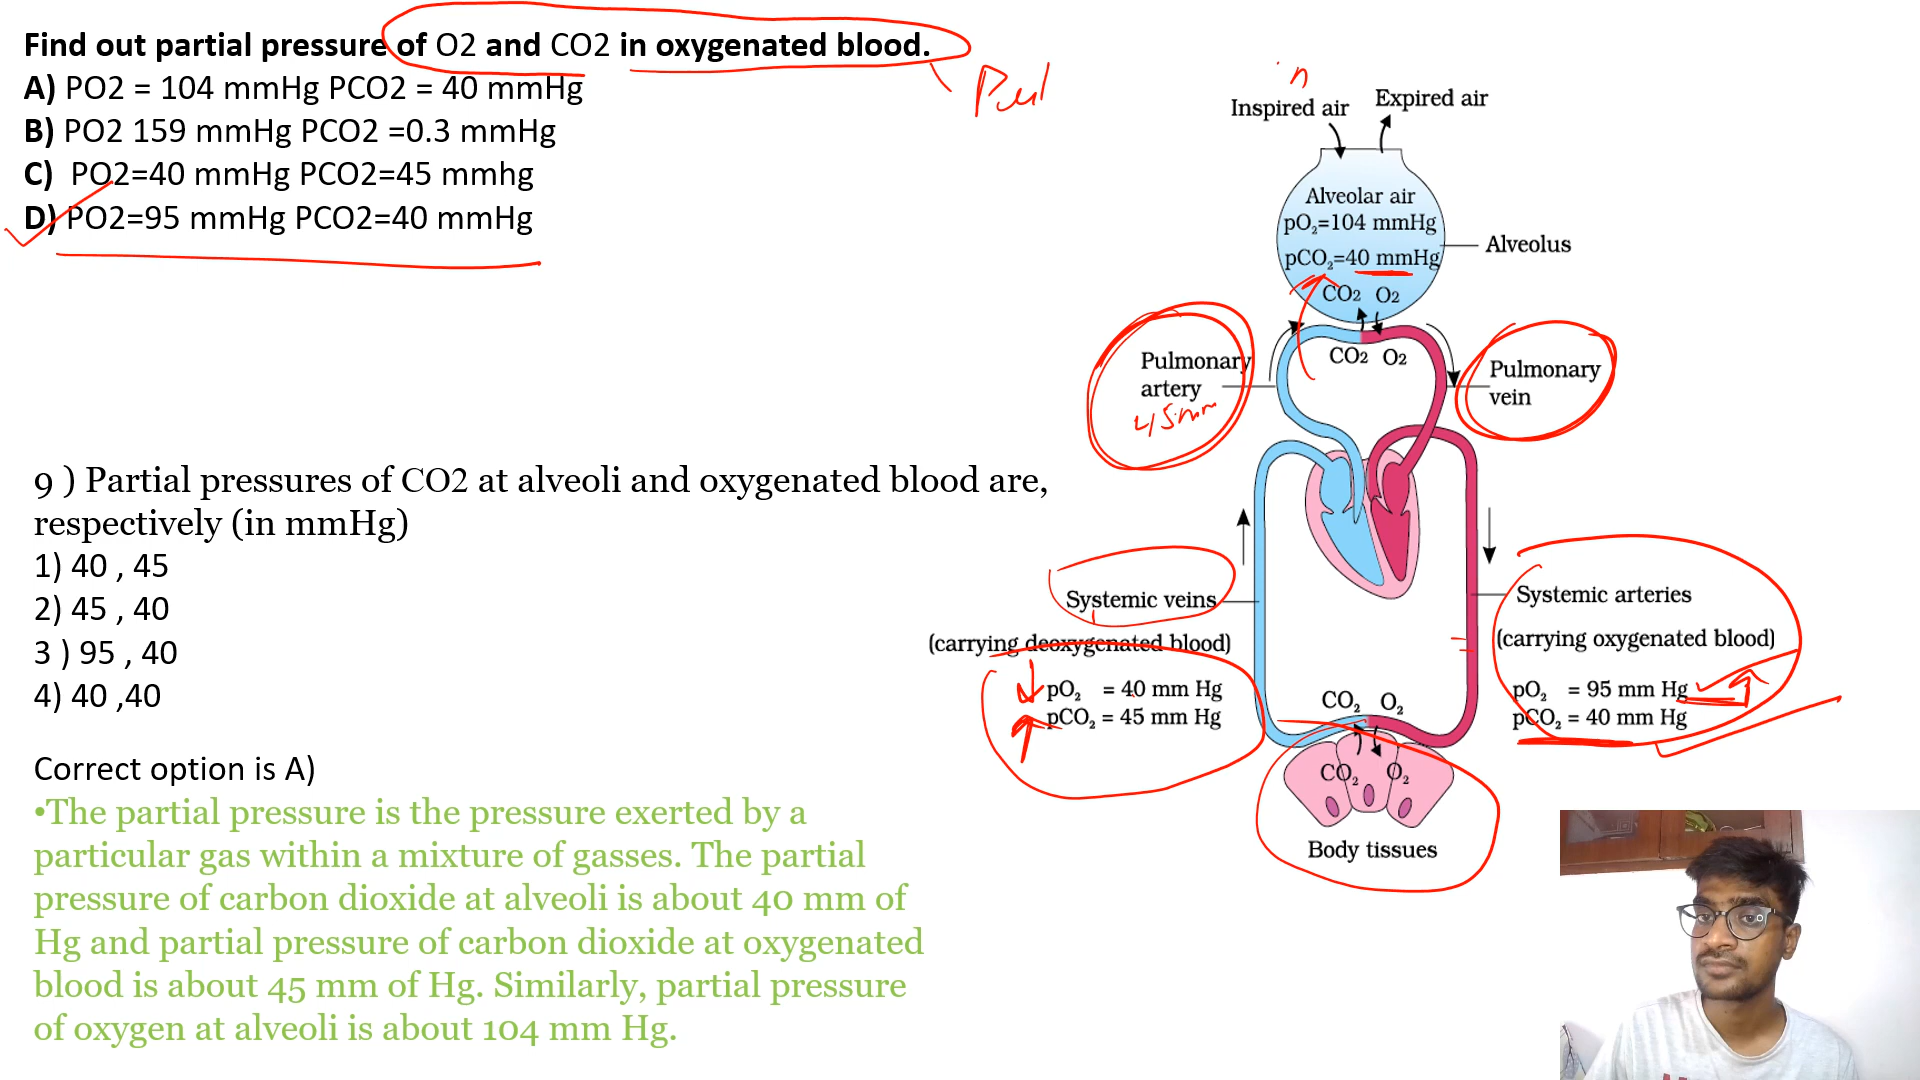 Find out partial pressure of O2 and CO2 in oxygenated blood.
A) PO2 = 104 mmHg PCO2 = 40 mmHg
B) PO2 159 mmHg PCO2 =0.3 mmHg
C) PO2=40 mmHg PCO2=45 mmhg
D) PO2=95 mmHg PCO2=40 mmHg
9 ) Partial pressures of CO2 at alveoli and oxygenated blood are,
respectively (in mmHg)
1) 40 , 45
2) 45 , 40
3 ) 95 , 40
4) 40 ,40
Correct option is A)
•The partial pressure is the pressure exerted by a
particular gas within a mixture of gasses. The partial
pressure of carbon dioxide at alveoli is about 40 mm of
Hg and partial pressure of carbon dioxide at oxygenated
blood is about 45 mm of Hg. Similarly, partial pressure
of oxygen at alveoli is about 104 mm Hg.
Pul
Inspired air
Expired air
Alveolar air
pO₂=104 mmHg
pCO₂=40 mmHg
Alveolus
CO2 O2
CO2 O2
Pulmonary
artery
45mm
Pulmonary
vein
Systemic veins
(carrying deoxygenated blood)
pO₂ = 40 mm Hg
pCO₂ = 45 mm Hg
Systemic arteries
(carrying oxygenated blood)
pO₂ = 95 mm Hg
pCO₂ = 40 mm Hg
CO₂ O₂
CO₂ O₂
Body tissues